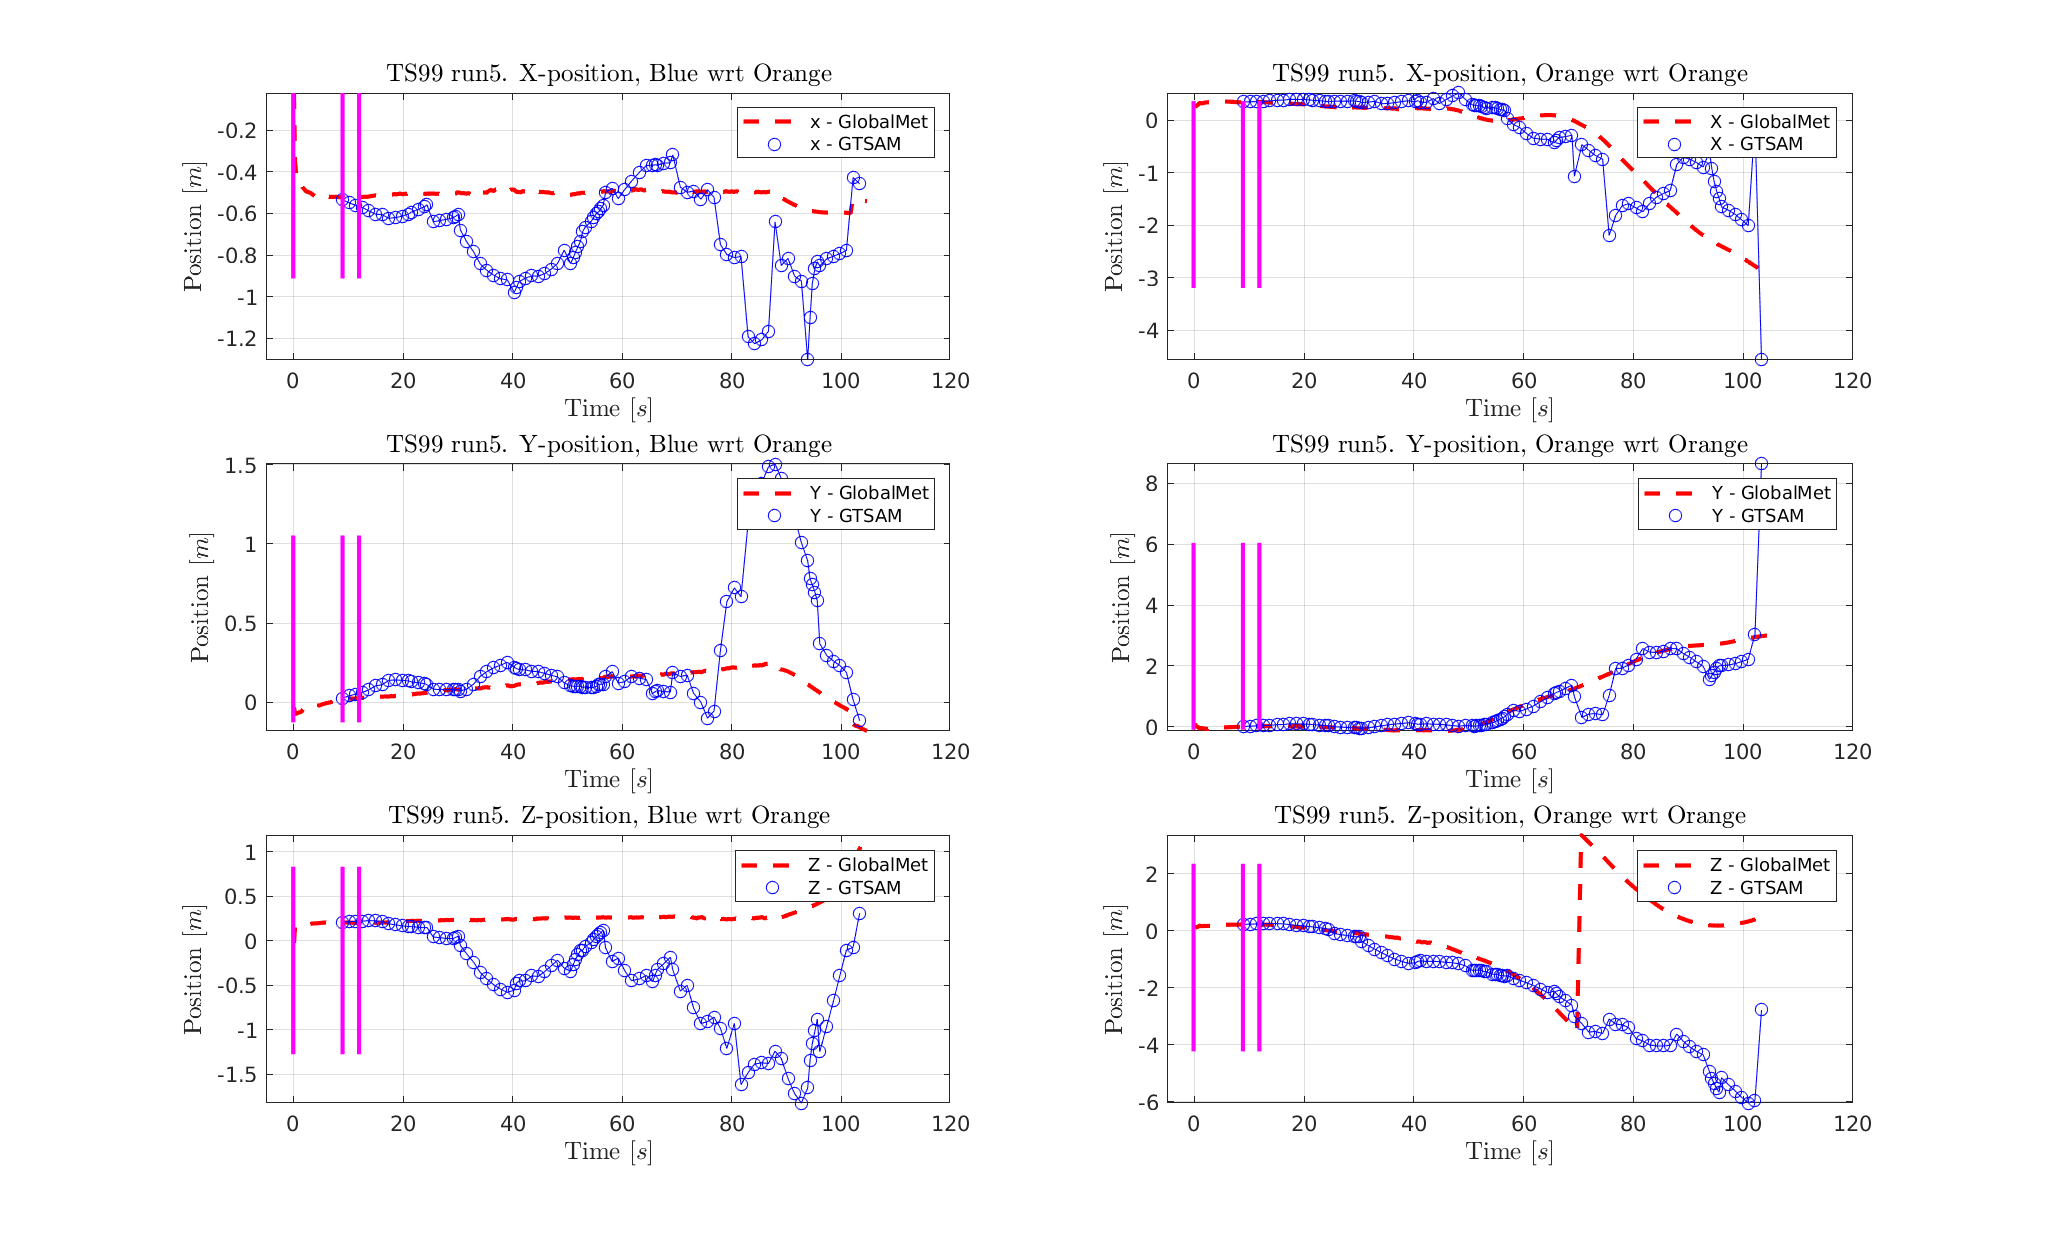 TS99 run5. X-position, Blue wrt Orange
x - GlobalMet
x - GTSAM
Position [m]
-0.2
-0.4
-0.6
-0.8
-1
-1.2
0 20 40 60 80 100 120
Time [s]
TS99 run5. X-position, Orange wrt Orange
X - GlobalMet
X - GTSAM
Position [m]
0
-1
-2
-3
-4
0 20 40 60 80 100 120
Time [s]
TS99 run5. Y-position, Blue wrt Orange
Y - GlobalMet
Y - GTSAM
Position [m]
1.5
1
0.5
0
0 20 40 60 80 100 120
Time [s]
TS99 run5. Y-position, Orange wrt Orange
Y - GlobalMet
Y - GTSAM
Position [m]
8
6
4
2
0
0 20 40 60 80 100 120
Time [s]
TS99 run5. Z-position, Blue wrt Orange
Z - GlobalMet
Z - GTSAM
Position [m]
1
0.5
0
-0.5
-1
-1.5
0 20 40 60 80 100 120
Time [s]
TS99 run5. Z-position, Orange wrt Orange
Z - GlobalMet
Z - GTSAM
Position [m]
2
0
-2
-4
-6
0 20 40 60 80 100 120
Time [s]